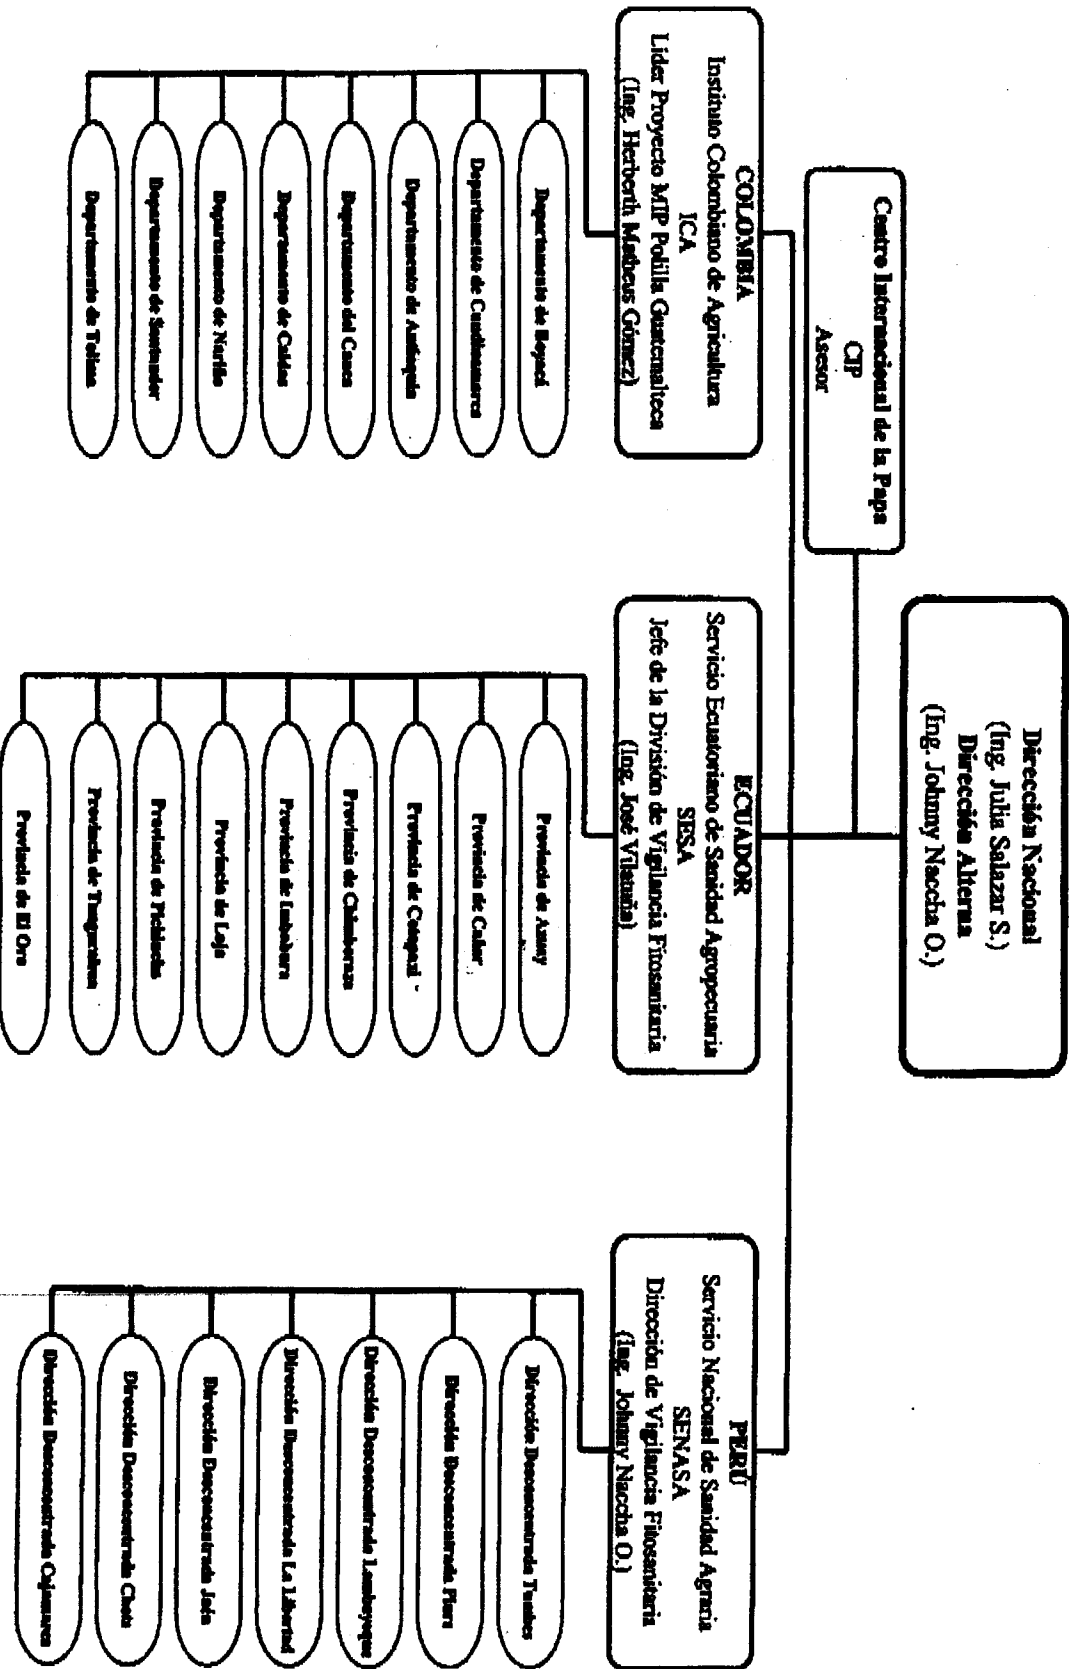 Dirección Nacional
(Ing. Julia Salazar S.)
Dirección Alterna
(Ing. Johnny Naccha O.)
Centro Internacional de la Papa
CIP
Asesor
COLOMBIA
Instituto Colombiano de Agricultura
ICA
Lider Proyecto MIP Polilla Guatemalteca
(Ing. Herberth Matheus Gómez)
Departamento de Boyacá
Departamento de Cundinamarca
Departamento de Antioquia
Departamento del Cauca
Departamento de Caldas
Departamento de Nariño
Departamento de Santander
Departamento de Tolima
ECUADOR
Servicio Ecuatoriano de Sanidad Agropecuaria
SESA
Jefe de la División de Vigilancia Fitosanitaria
(Ing. José Vilatuña)
Provincia de Azuay
Provincia de Cañar
Provincia de Cotopaxi
Provincia de Chimborazo
Provincia de Imbabura
Provincia de Loja
Provincia de Pichincha
Provincia de Tungurahua
Provincia de El Oro
PERÚ
Servicio Nacional de Sanidad Agraria
SENASA
Dirección de Vigilancia Fitosanitaria
(Ing. Johnny Naccha O.)
Dirección Desconcentrada Tumbes
Dirección Desconcentrada Piura
Dirección Desconcentrada Lambayeque
Dirección Desconcentrada La Libertad
Dirección Desconcentrada Jaén
Dirección Desconcentrada Chota
Dirección Desconcentrada Cajamarca